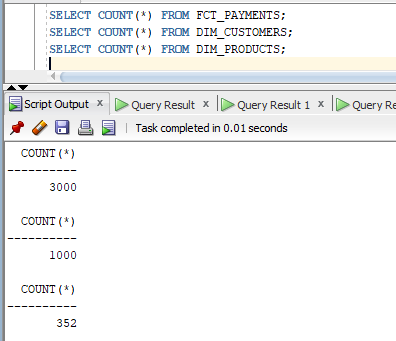 SELECT COUNT(*) FROM FCT_PAYMENTS;
SELECT COUNT(*) FROM DIM_CUSTOMERS;
SELECT COUNT(*) FROM DIM_PRODUCTS;
Script Output x Query Result x Query Result 1 x Query Re
Task completed in 0.01 seconds
COUNT(*)
----------
3000
COUNT(*)
----------
1000
COUNT(*)
----------
352